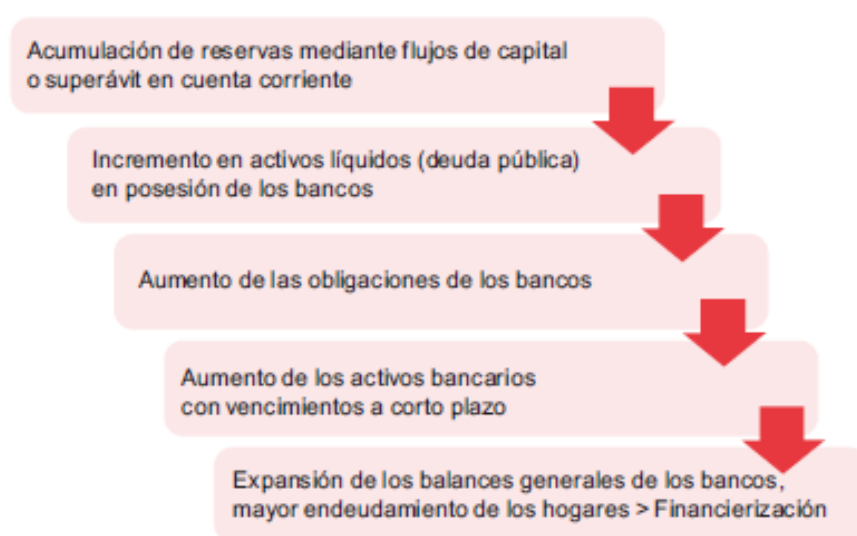 Acumulación de reservas mediante flujos de capital
o superávit en cuenta corriente
Incremento en activos líquidos (deuda pública)
en posesión de los bancos
Aumento de las obligaciones de los bancos
Aumento de los activos bancarios
con vencimientos a corto plazo
Expansión de los balances generales de los bancos,
mayor endeudamiento de los hogares > Financierización